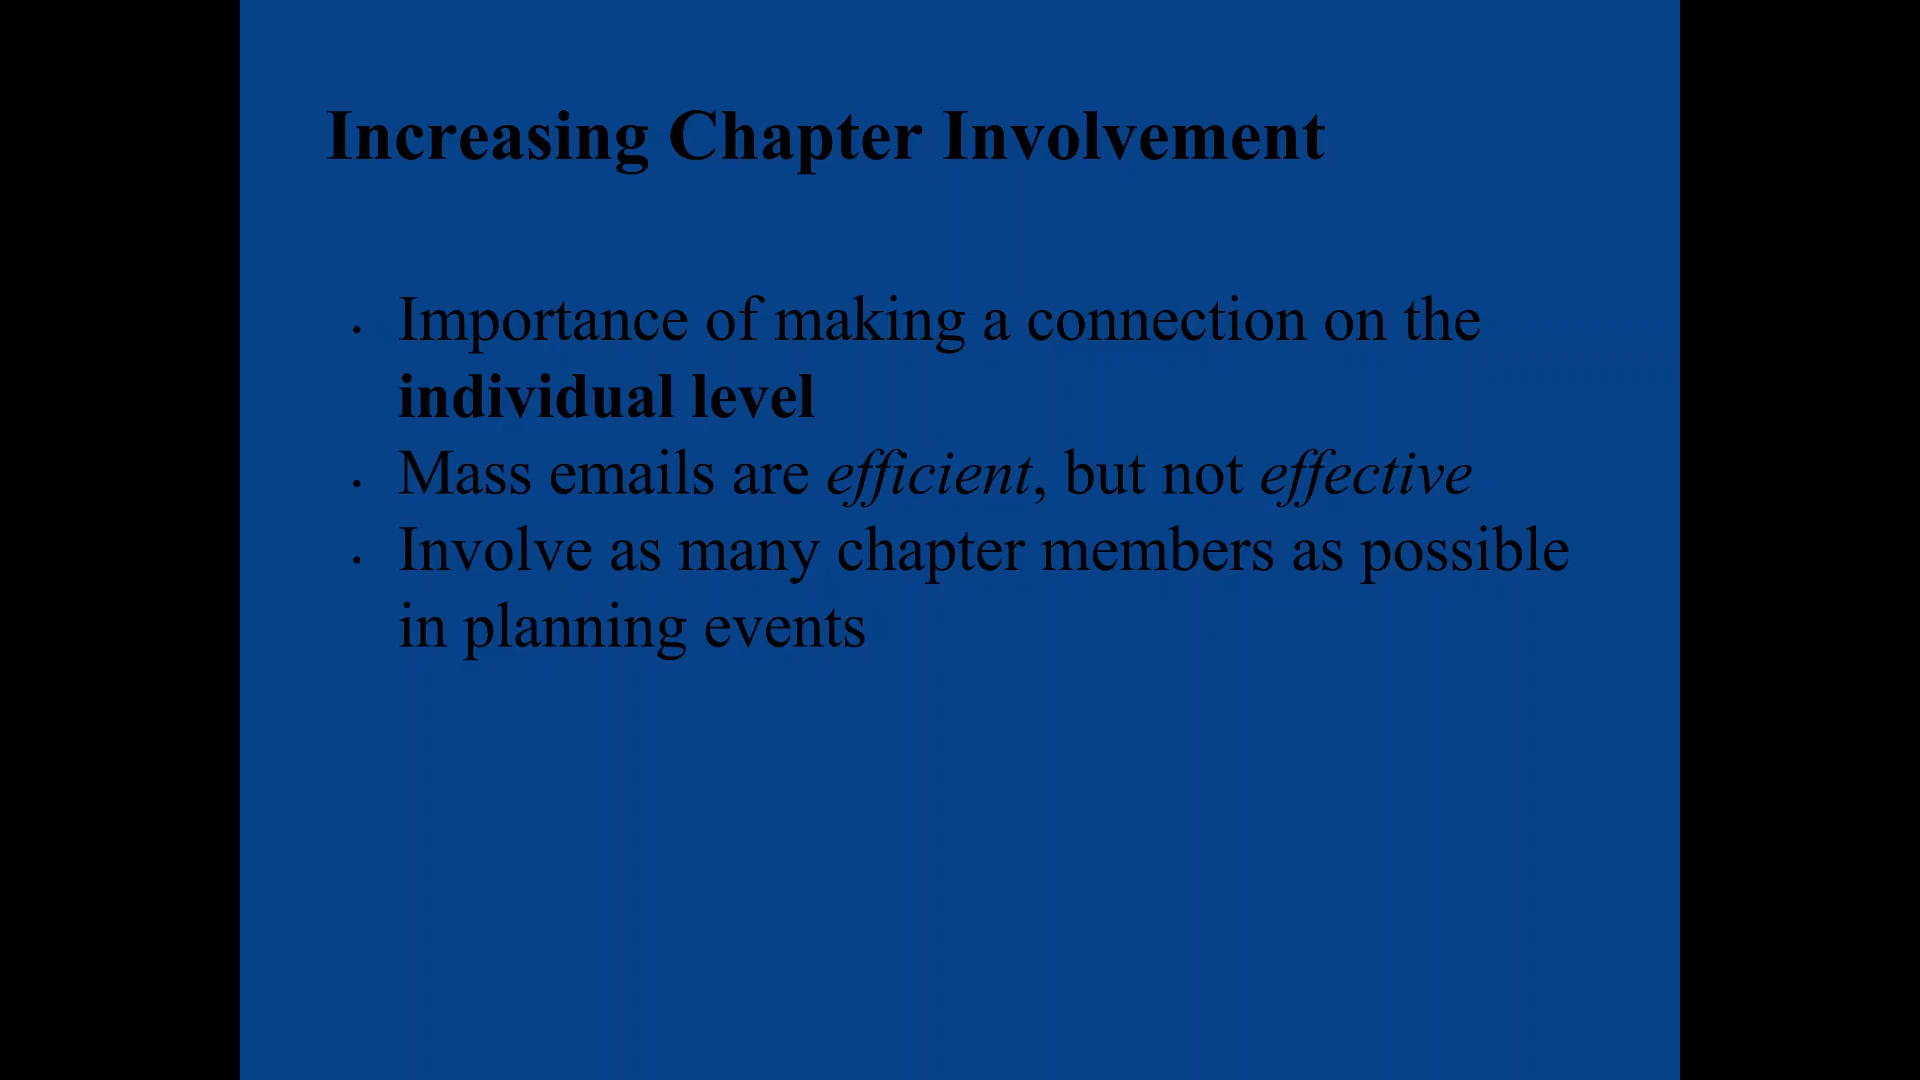 Increasing Chapter Involvement
• Importance of making a connection on the
individual level
• Mass emails are efficient, but not effective
• Involve as many chapter members as possible
in planning events